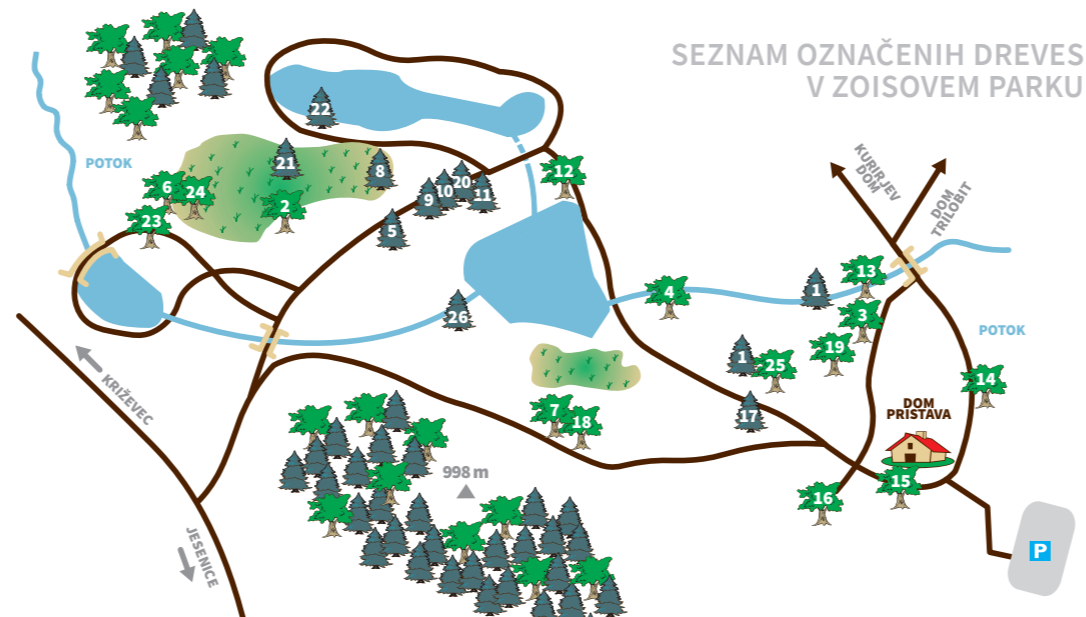 SEZNAM OZNAČENIH DREVES
V ZOISOVEM PARKU
22
POTOK
21
8
20
12
6
24
10
11
9
2
23
5
KURIRJEV
DOM
DOM
TRILOBIT
13
4
1
26
3
POTOK
19
1
25
14
KRIŽEVEC
7
17
18
DOM
PRISTAVA
998 m
15
16
JESENICE
P